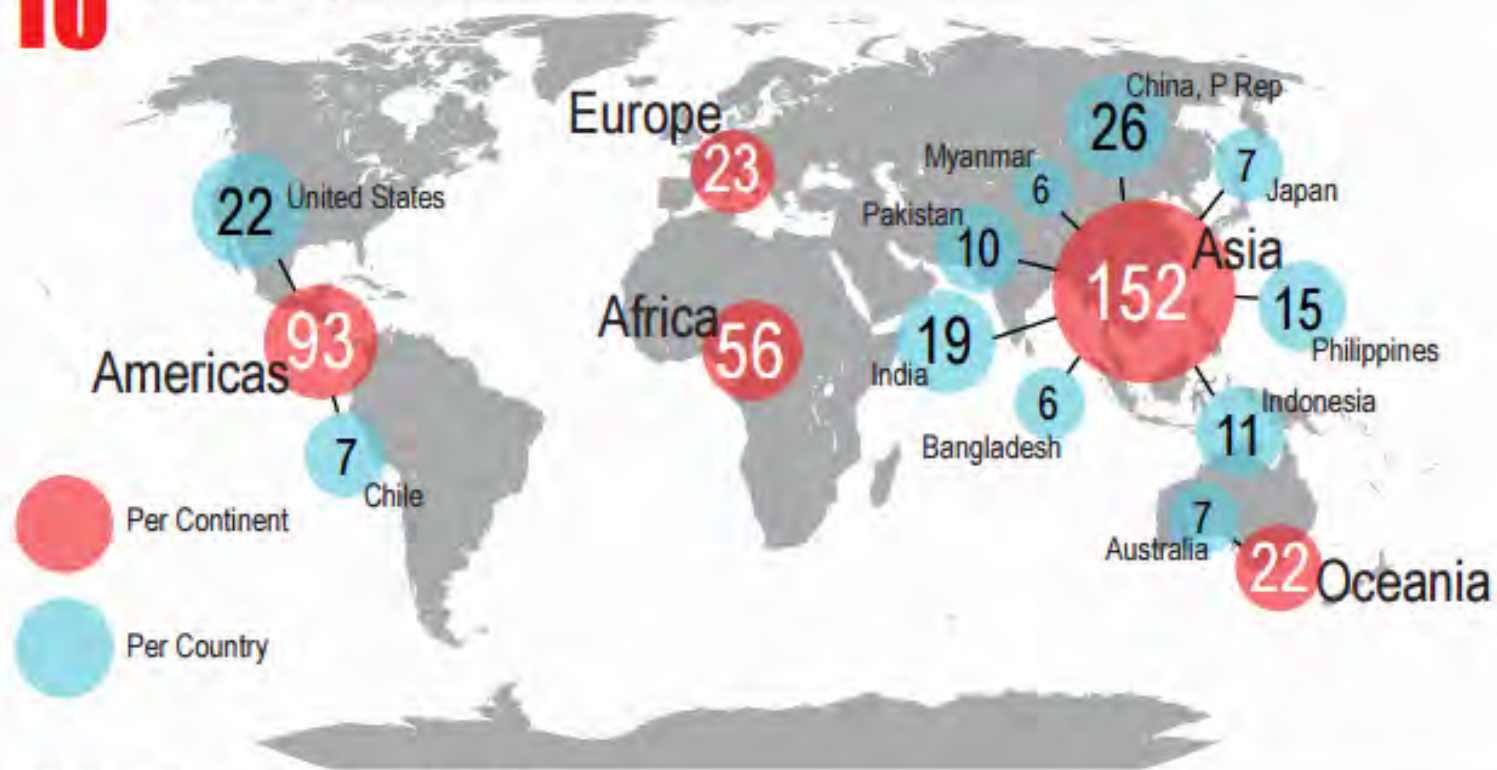 10
China, P Rep
26
Europe
23
Myanmar
6
7
Japan
22
United States
Pakistan
10
Asia
152
15
Philippines
Africa
56
19
India
93
Americas
6
Bangladesh
Indonesia
11
7
Chile
7
Australia
22
Oceania
Per Continent
Per Country